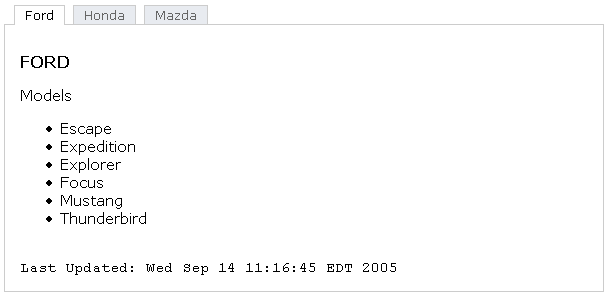 Ford Honda Mazda
FORD
Models
Escape
Expedition
Explorer
Focus
Mustang
Thunderbird
Last Updated: Wed Sep 14 11:16:45 EDT 2005